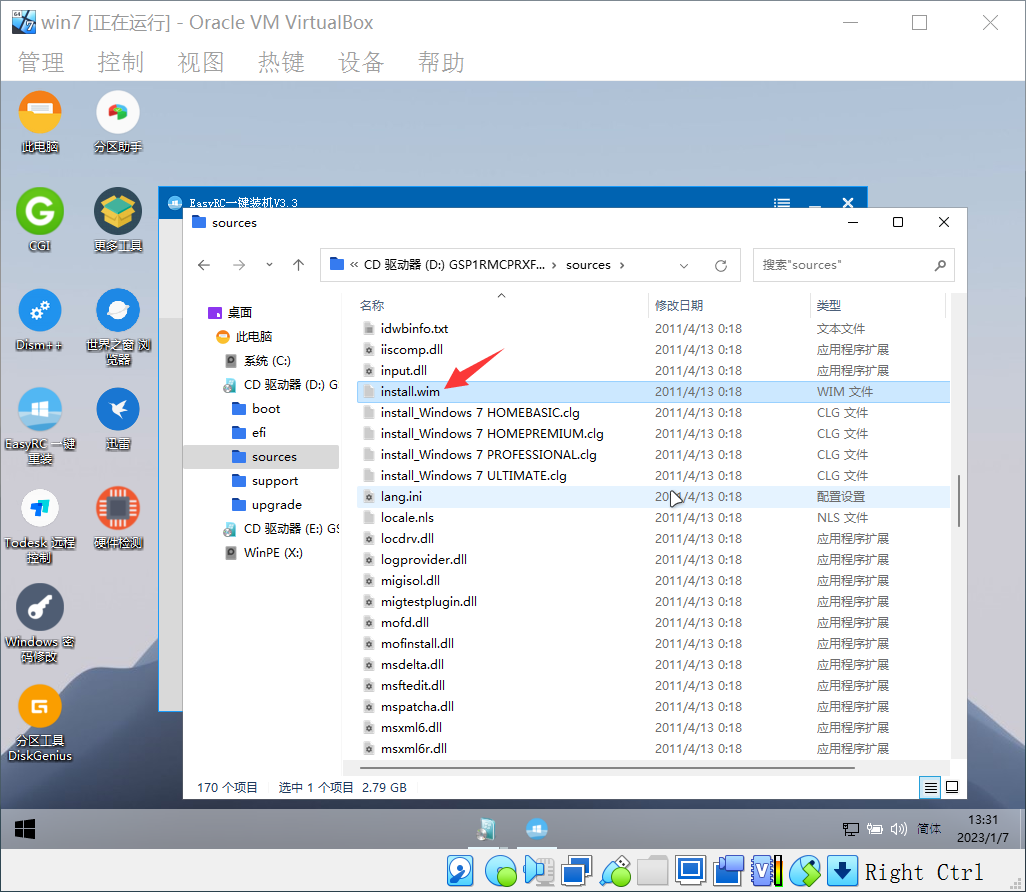 win7 [正在运行] - Oracle VM VirtualBox
管理 控制 视图 热键 设备 帮助
此电脑
分区助手
CGI
更多工具
Dism++
世界之窗 浏
览器
EasyRC 一键
重装
迅雷
Todesk 远程
控制
硬件检测
Windows 密
码修改
分区工具
DiskGenius
EasyRC一键装机V3.3
sources
« CD 驱动器 (D:) GSP1RMCPRXF... › sources ›
搜索"sources"
桌面
此电脑
系统 (C:)
CD 驱动器 (D:) G
boot
efi
sources
support
upgrade
CD 驱动器 (E:) GS
WinPE (X:)
名称 修改日期 类型
idwbinfo.txt 2011/4/13 0:18 文本文件
iiscomp.dll 2011/4/13 0:18 应用程序扩展
input.dll 2011/4/13 0:18 应用程序扩展
install.wim 2011/4/13 0:18 WIM 文件
install_Windows 7 HOMEBASIC.clg 2011/4/13 0:18 CLG 文件
install_Windows 7 HOMEPREMIUM.clg 2011/4/13 0:18 CLG 文件
install_Windows 7 PROFESSIONAL.clg 2011/4/13 0:18 CLG 文件
install_Windows 7 ULTIMATE.clg 2011/4/13 0:18 CLG 文件
lang.ini 2011/4/13 0:18 配置设置
locale.nls 2011/4/13 0:18 NLS 文件
locdrv.dll 2011/4/13 0:18 应用程序扩展
logprovider.dll 2011/4/13 0:18 应用程序扩展
migisol.dll 2011/4/13 0:18 应用程序扩展
migtestplugin.dll 2011/4/13 0:18 应用程序扩展
mofd.dll 2011/4/13 0:18 应用程序扩展
mofinstall.dll 2011/4/13 0:18 应用程序扩展
msdelta.dll 2011/4/13 0:18 应用程序扩展
msftedit.dll 2011/4/13 0:18 应用程序扩展
mspatcha.dll 2011/4/13 0:18 应用程序扩展
msxml6.dll 2011/4/13 0:18 应用程序扩展
msxml6r.dll 2011/4/13 0:18 应用程序扩展
170 个项目 选中 1 个项目 2.79 GB
简体
13:31
2023/1/7
Right Ctrl